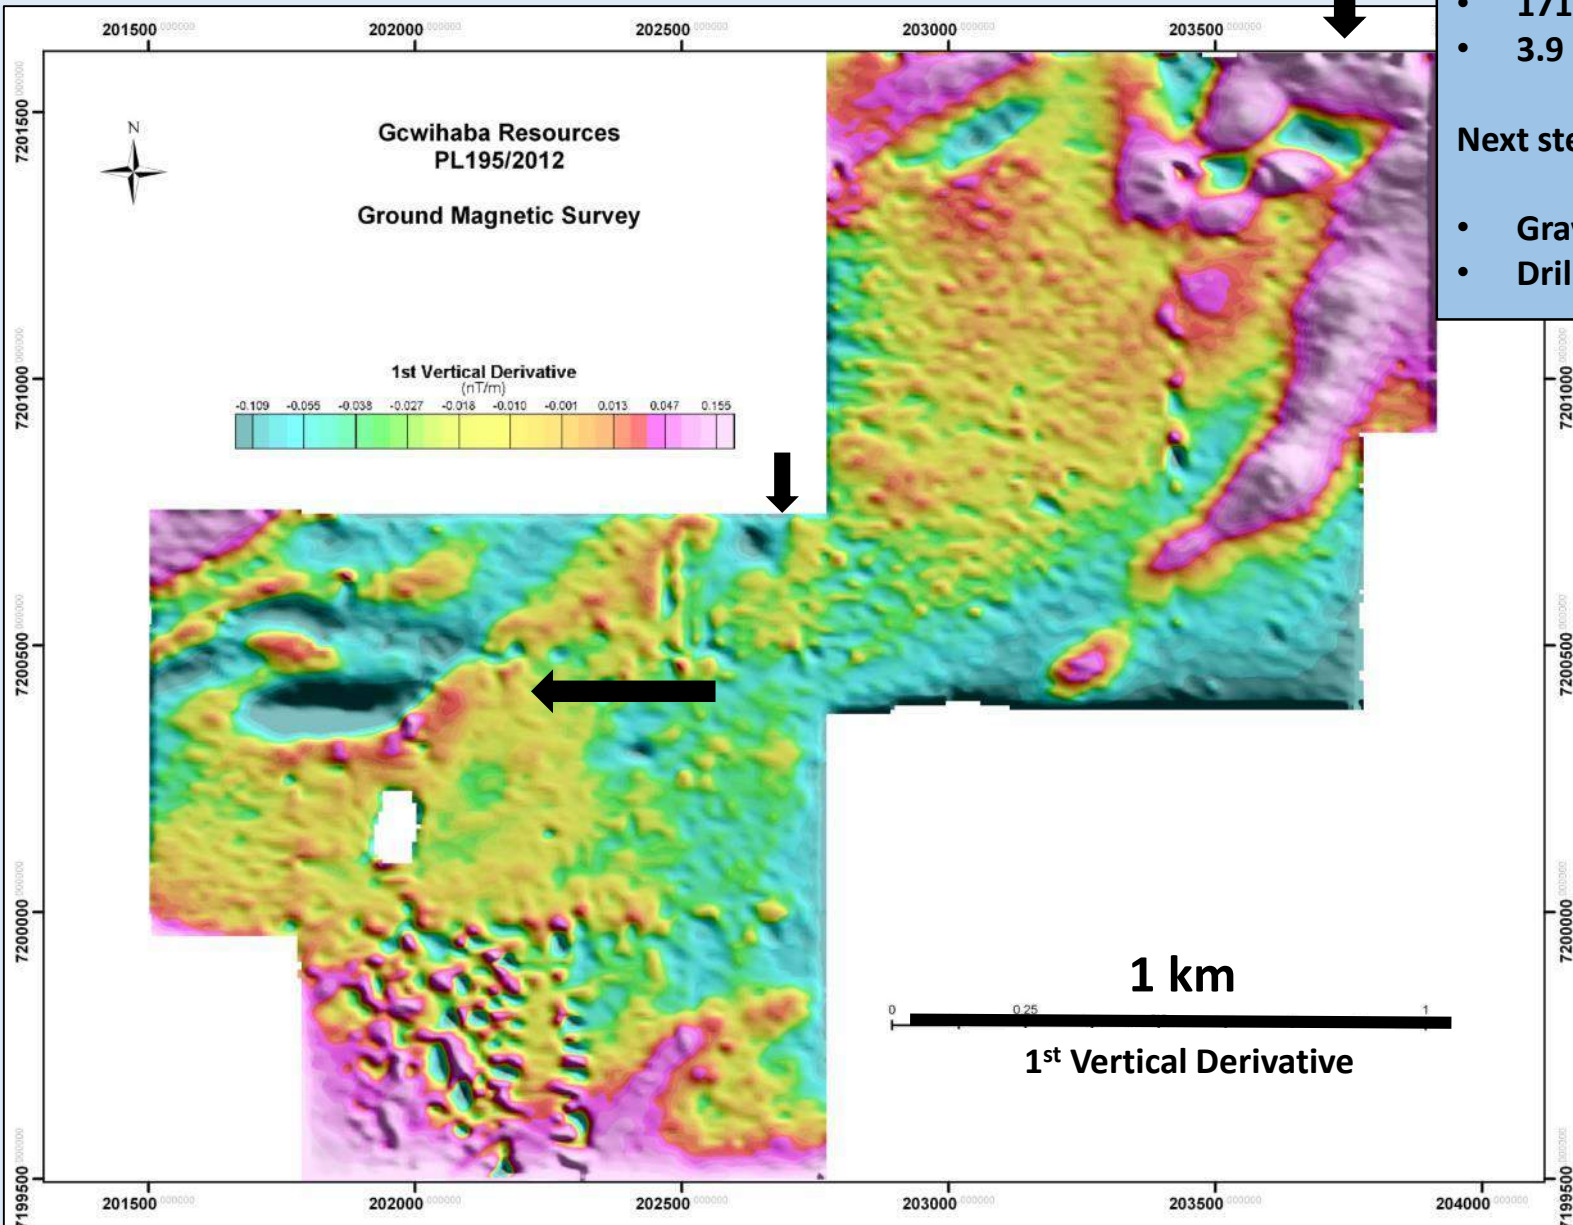 201500
202000
202500
203000
203500
• 171
• 3.9
Next ste
• Grav
• Dril
N
Gcwihaba Resources
PL195/2012
Ground Magnetic Survey
1st Vertical Derivative
(nT/m)
-0.109 -0.055 -0.038 -0.027 -0.018 -0.010 -0.001 0.013 0.047 0.155
7201500
7201000
7200500
7200000
7199500
7201000
7200500
7200000
7199500
1 km
0 0.25 1
1st Vertical Derivative
201500
202000
202500
203000
203500
204000